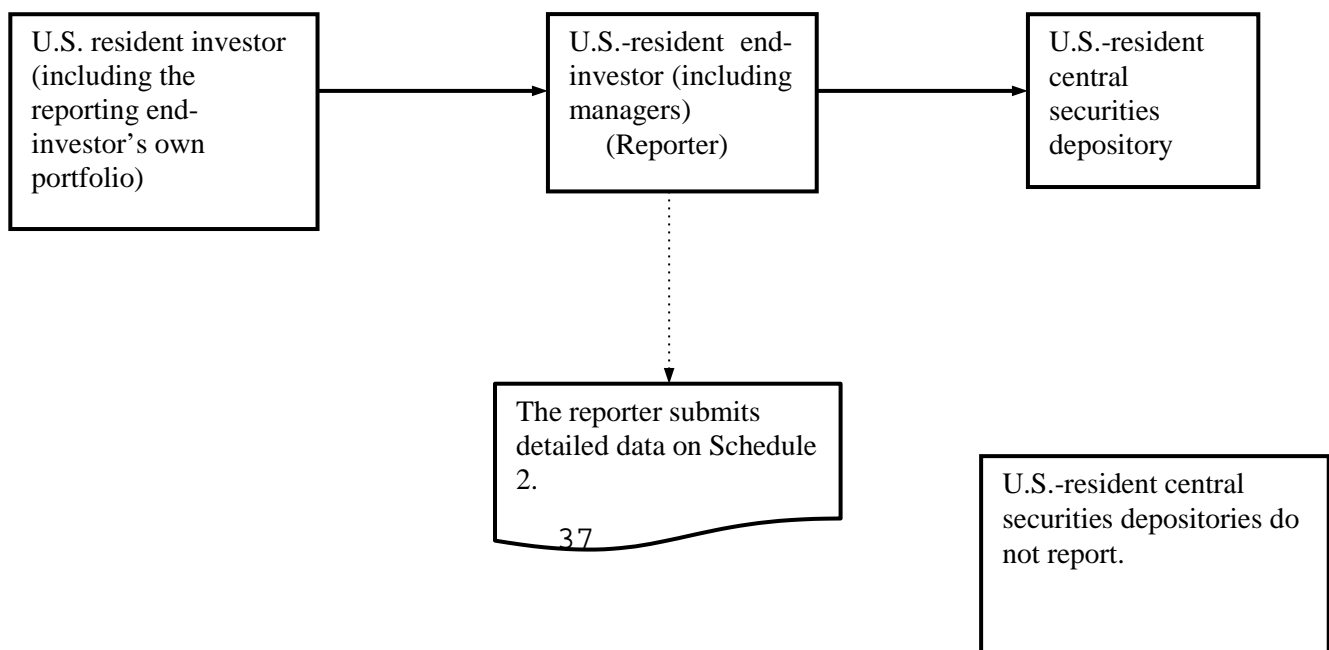 U.S. resident investor
(including the
reporting end-
investor’s own
portfolio)
U.S.-resident end-
investor (including
managers)
(Reporter)
U.S.-resident
central
securities
depository
The reporter submits
detailed data on Schedule
2.
37
U.S.-resident central
securities depositories do
not report.